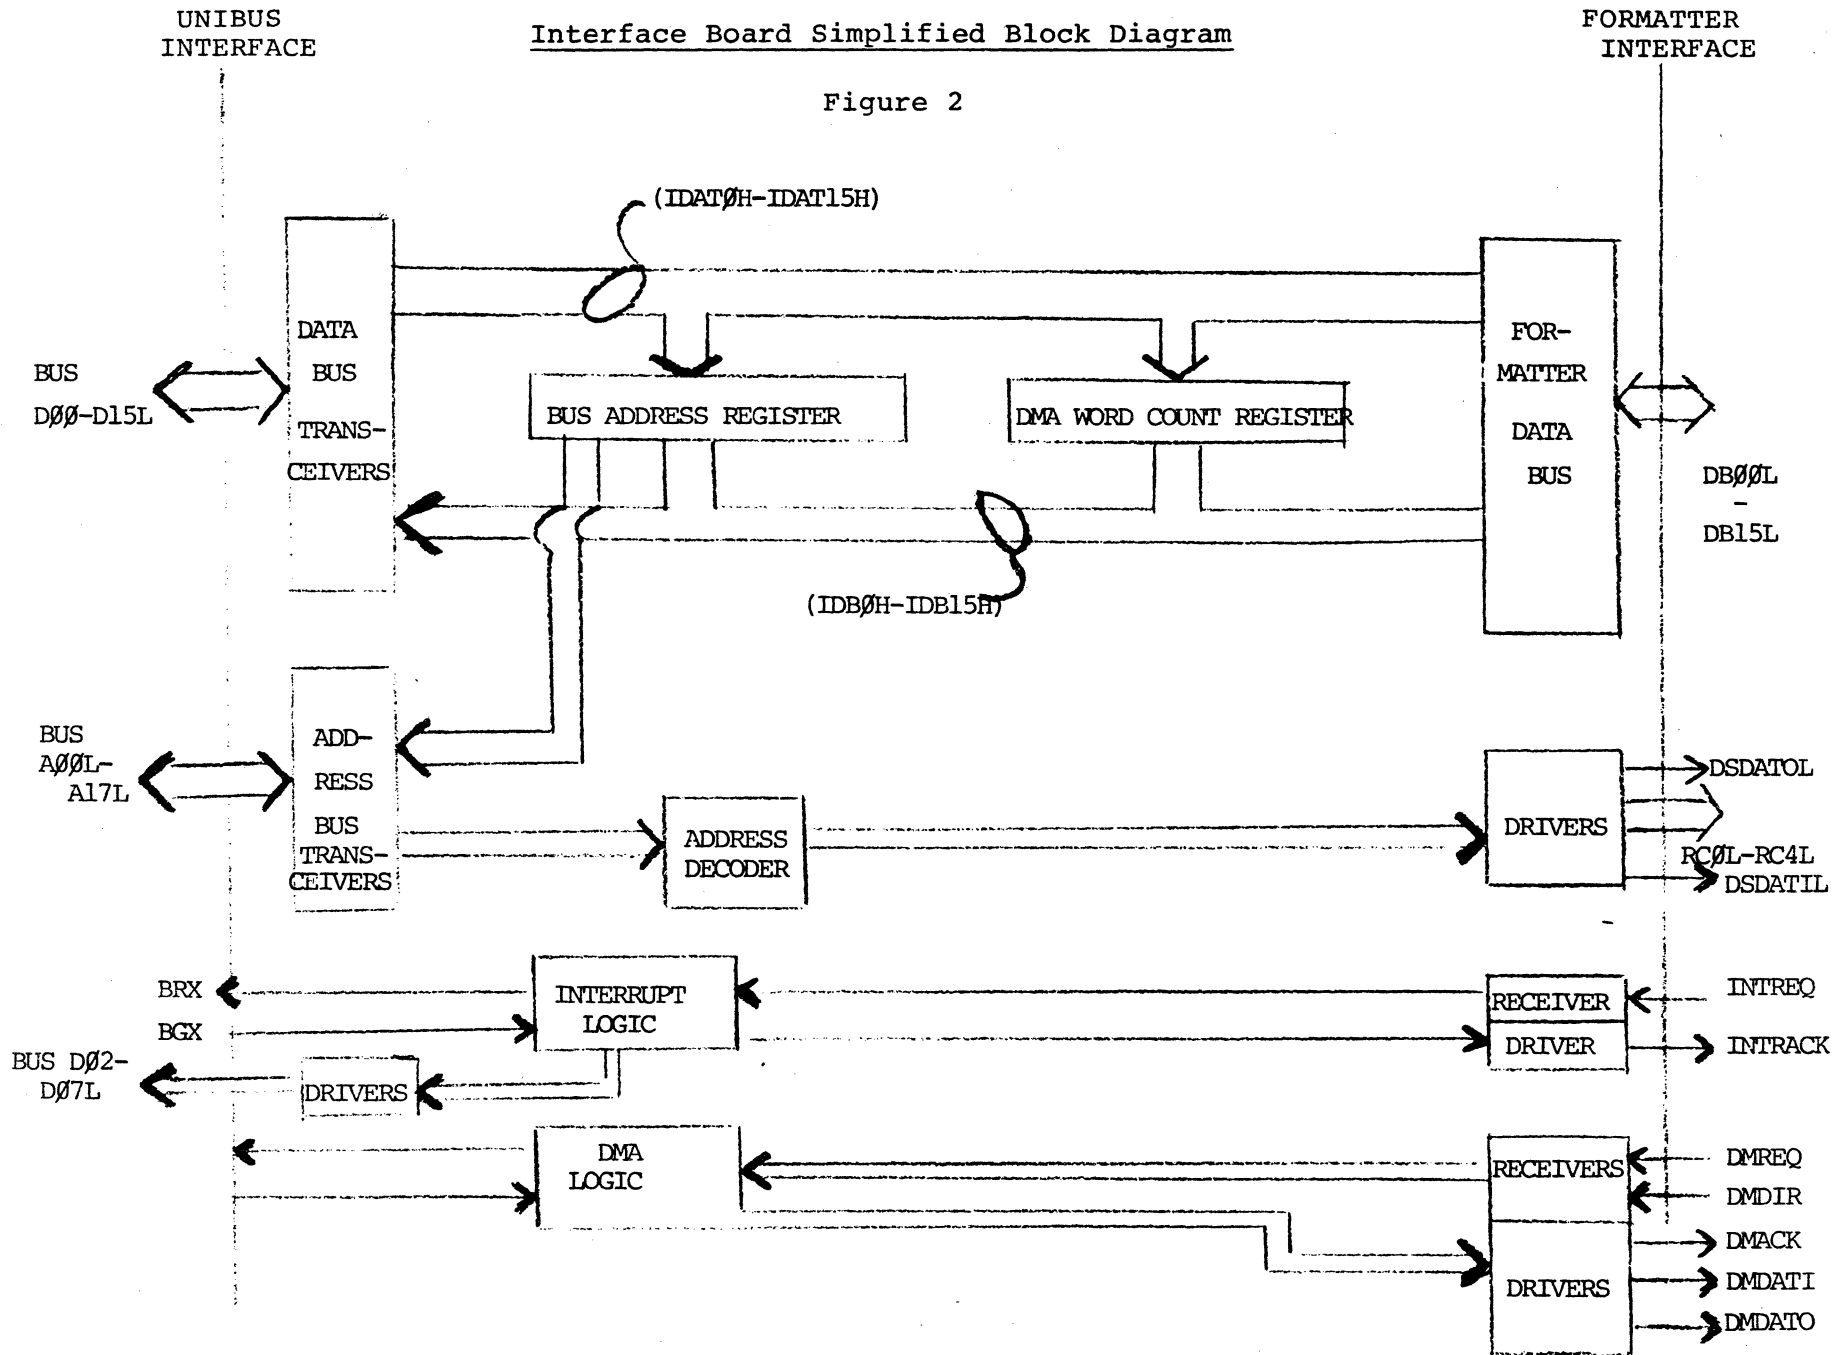 UNIBUS
INTERFACE
Interface Board Simplified Block Diagram
FORMATTER
INTERFACE
Figure 2
(IDATØH-IDAT15H)
DATA
BUS
TRANS-
CEIVERS
BUS
DØØ-D15L
BUS ADDRESS REGISTER
DMA WORD COUNT REGISTER
FOR-
MATTER
DATA
BUS
DBØØL
-
DB15L
(IDBØH-IDB15H)
BUS
AØØL-
A17L
ADD-
RESS
BUS
TRANS-
CEIVERS
ADDRESS
DECODER
DRIVERS
DSDATOL
RCØL-RC4L
DSDATIL
BRX
BGX
INTERRUPT
LOGIC
RECEIVER
DRIVER
INTREQ
INTRACK
BUS DØ2-
DØ7L
DRIVERS
DMA
LOGIC
RECEIVERS
DMREQ
DMDIR
DRIVERS
DMACK
DMDATI
DMDATO